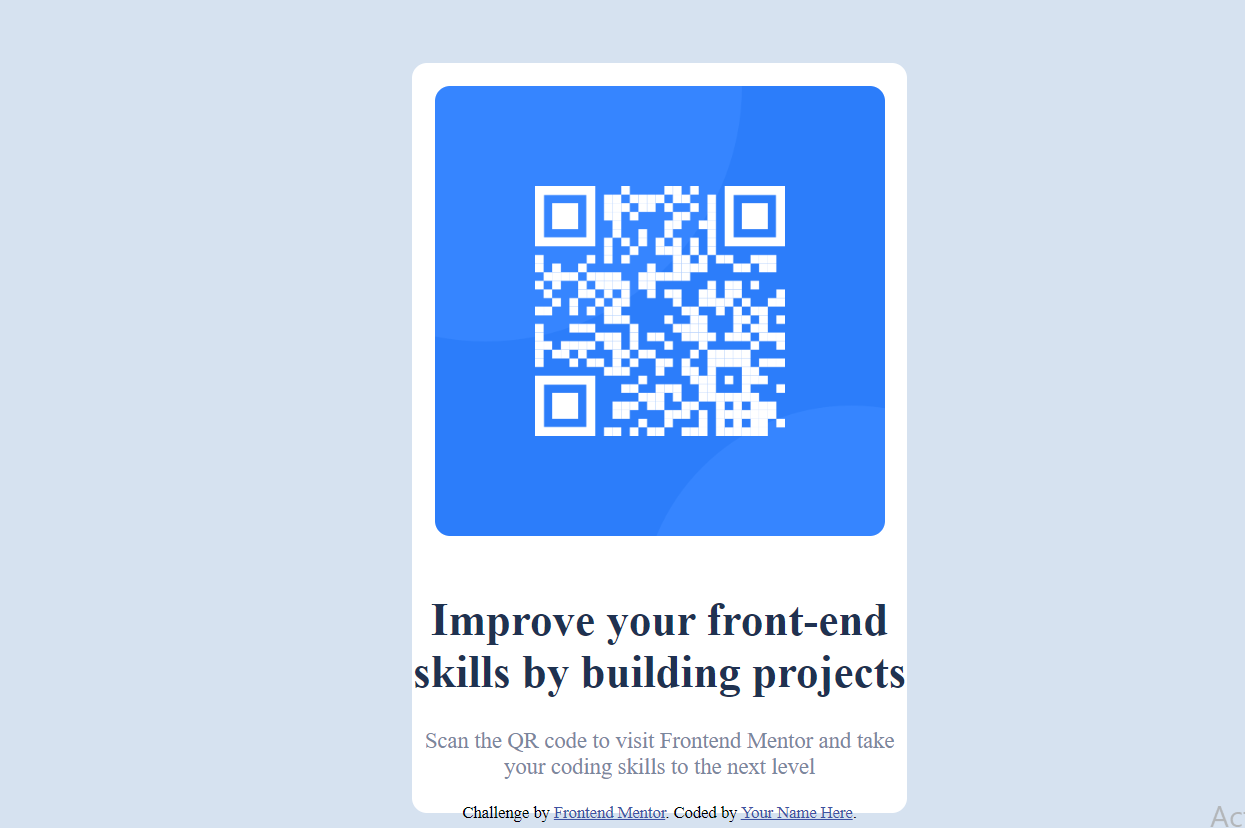 Improve your front-end
skills by building projects
Scan the QR code to visit Frontend Mentor and take
your coding skills to the next level
Challenge by Frontend Mentor. Coded by Your Name Here.